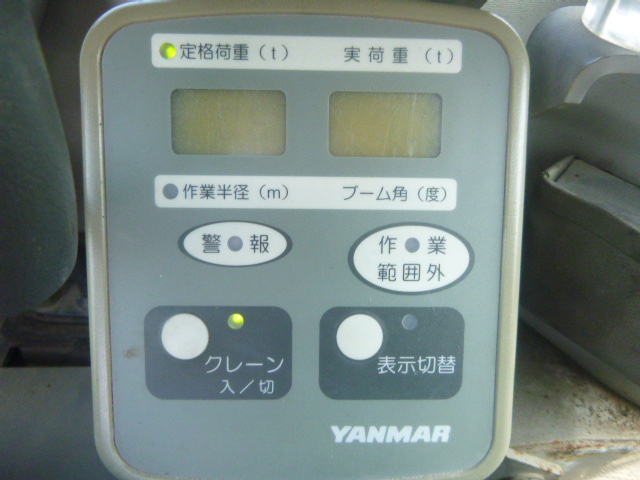 定格荷重(t) 実荷重(t)
作業半径(m) ブーム角(度)
警報
作業
範囲外
クレーン
入/切
表示切替
YANMAR